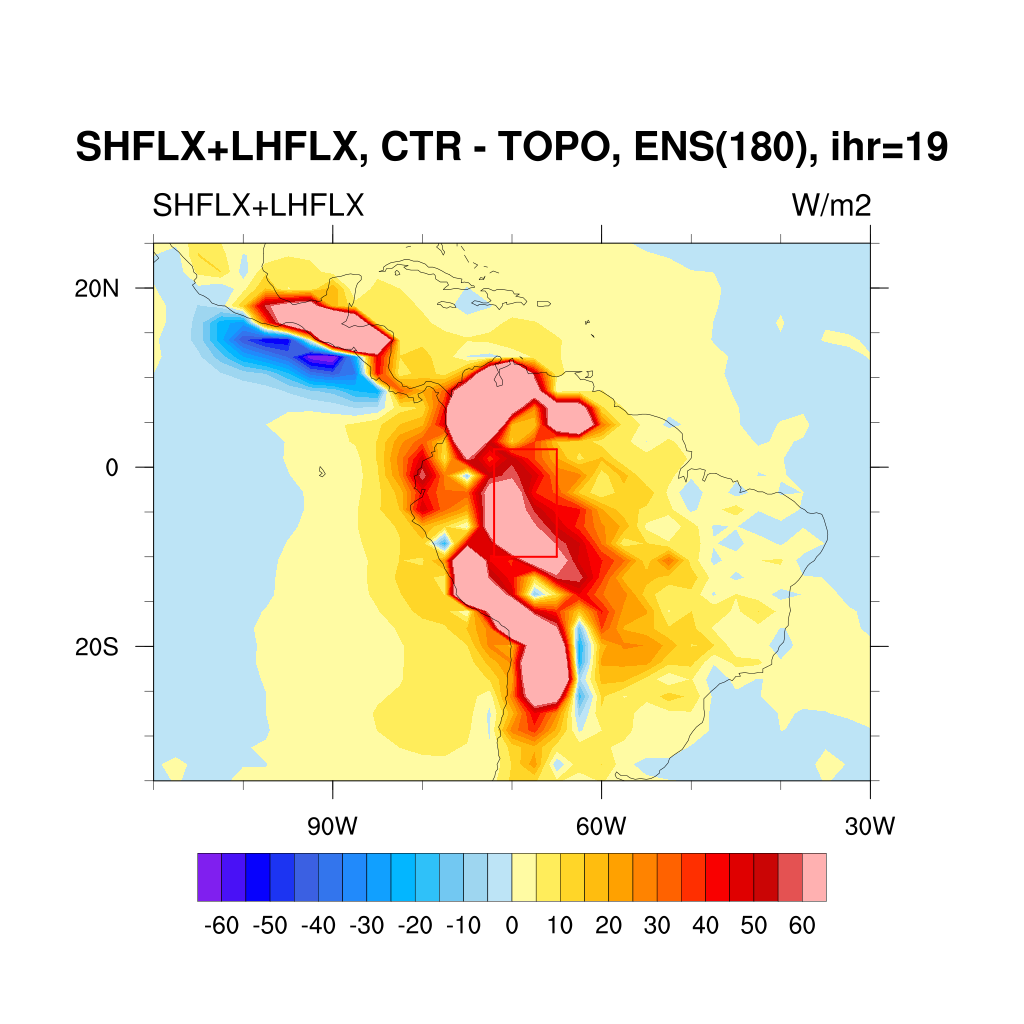 SHFLX+LHFLX, CTR - TOPO, ENS(180), ihr=19
SHFLX+LHFLX W/m2
20N
0
20S
90W 60W 30W
-60 -50 -40 -30 -20 -10 0 10 20 30 40 50 60